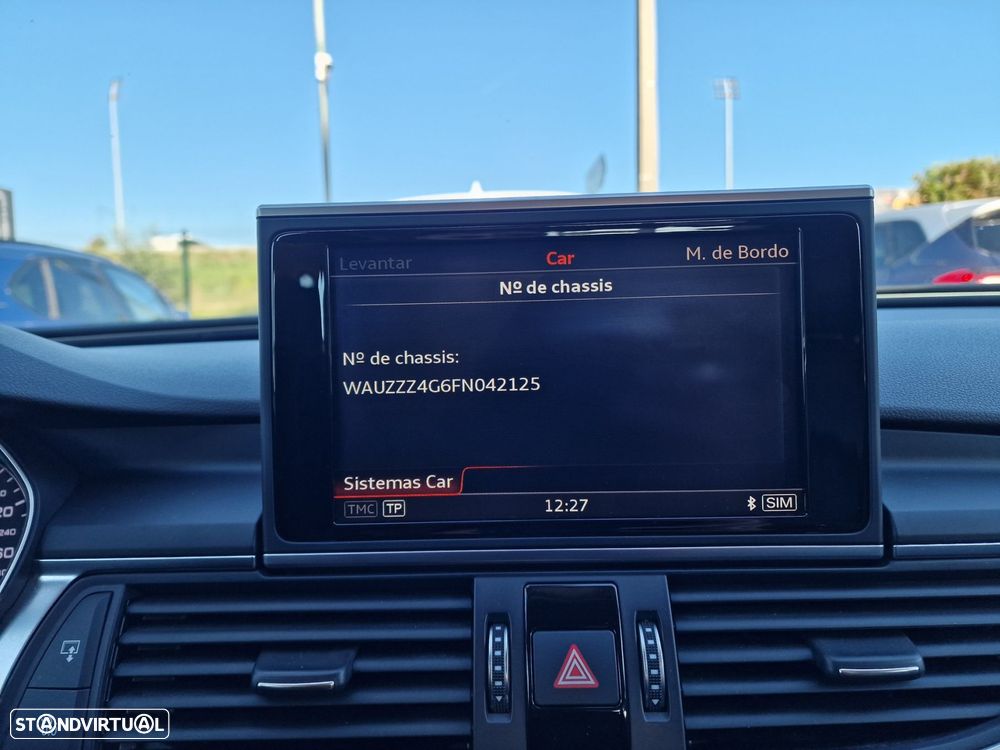 Levantar Car M. de Bordo
Nº de chassis
Nº de chassis:
WAUZZZ4G6FN042125
Sistemas Car
TMC TP 12:27 SIM
240
STANDVIRTUAL